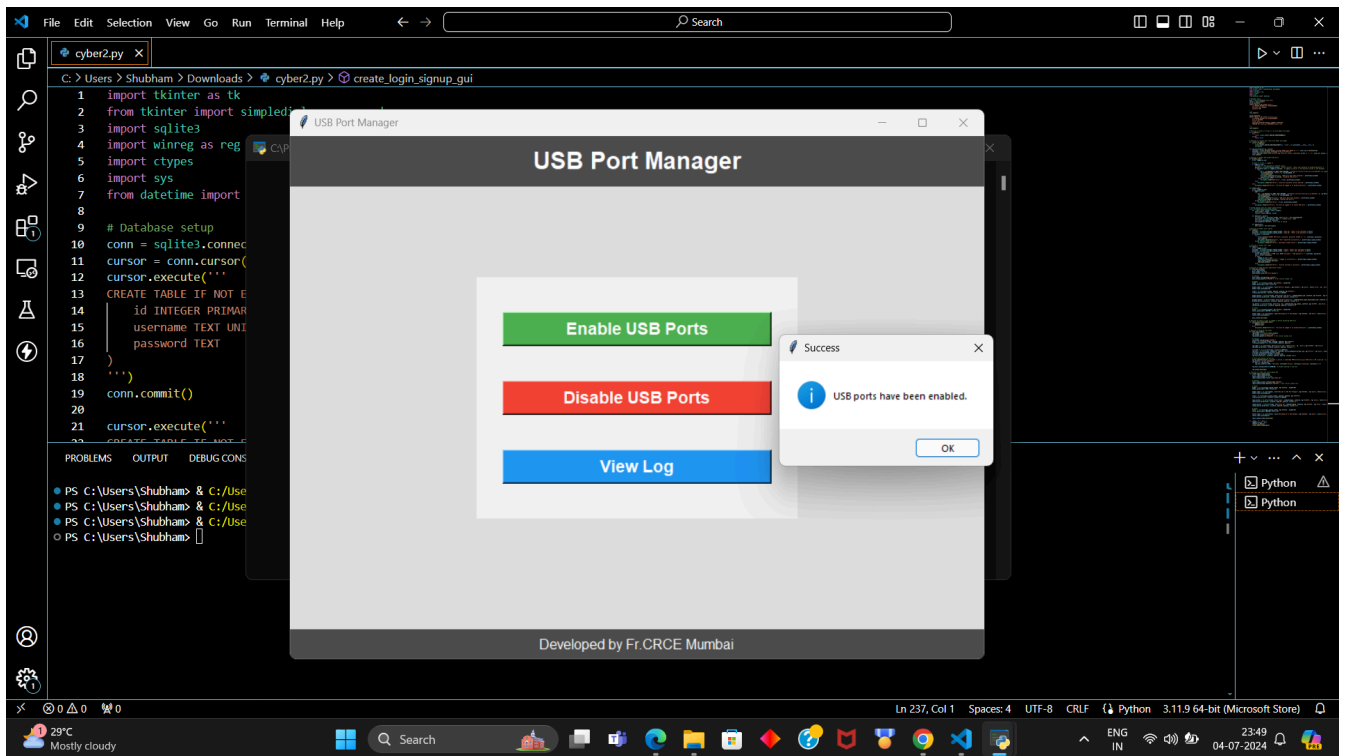 File Edit Selection View Go Run Terminal Help
Search
cyber2.py
C: > Users > Shubham > Downloads > cyber2.py > create_login_signup_gui
1 import tkinter as tk
2 from tkinter import simpledi
3 import sqlite3
4 import winreg as reg
5 import ctypes
6 import sys
7 from datetime import
8
9 # Database setup
10 conn = sqlite3.connec
11 cursor = conn.cursor(
12 cursor.execute('''
13 CREATE TABLE IF NOT E
14 id INTEGER PRIMAR
15 username TEXT UNI
16 password TEXT
17 )
18 ''')
19 conn.commit()
20
21 cursor.execute('''
C:\P
USB Port Manager
USB Port Manager
Enable USB Ports
Disable USB Ports
View Log
Developed by Fr.CRCE Mumbai
Success
USB ports have been enabled.
OK
PROBLEMS OUTPUT DEBUG CONS
PS C:\Users\Shubham> & C:/Use
PS C:\Users\Shubham> & C:/Use
PS C:\Users\Shubham> & C:/Use
PS C:\Users\Shubham>
Python
Python
0 0 0
Ln 237, Col 1 Spaces: 4 UTF-8 CRLF Python 3.11.9 64-bit (Microsoft Store)
29°C
Mostly cloudy
Search
ENG
IN
23:49
04-07-2024